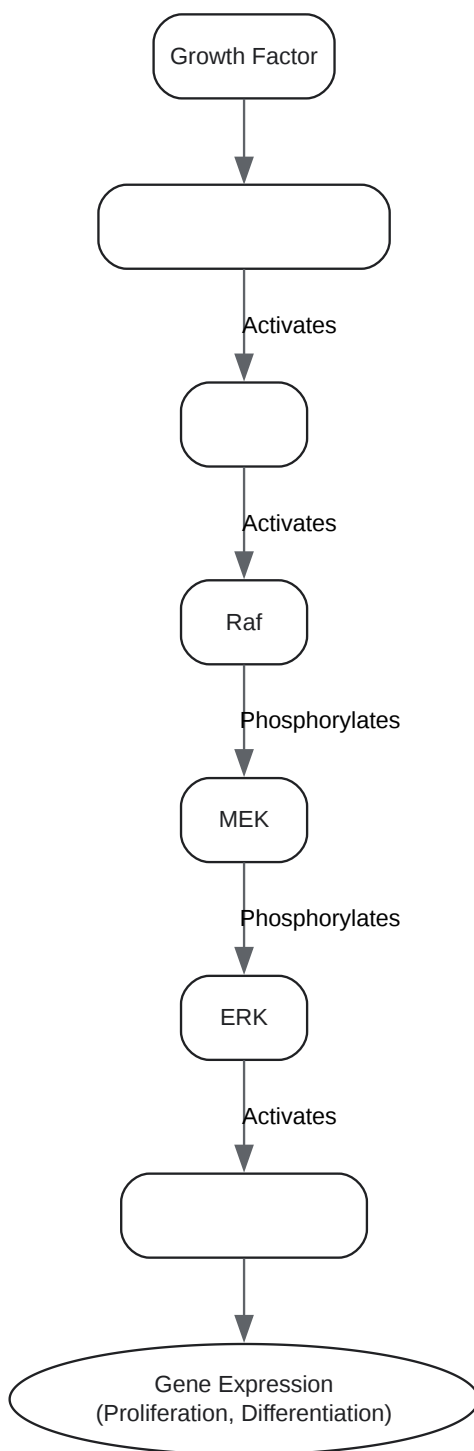 Growth Factor
Activates
Activates
Raf
Phosphorylates
MEK
Phosphorylates
ERK
Activates
Gene Expression
(Proliferation, Differentiation)